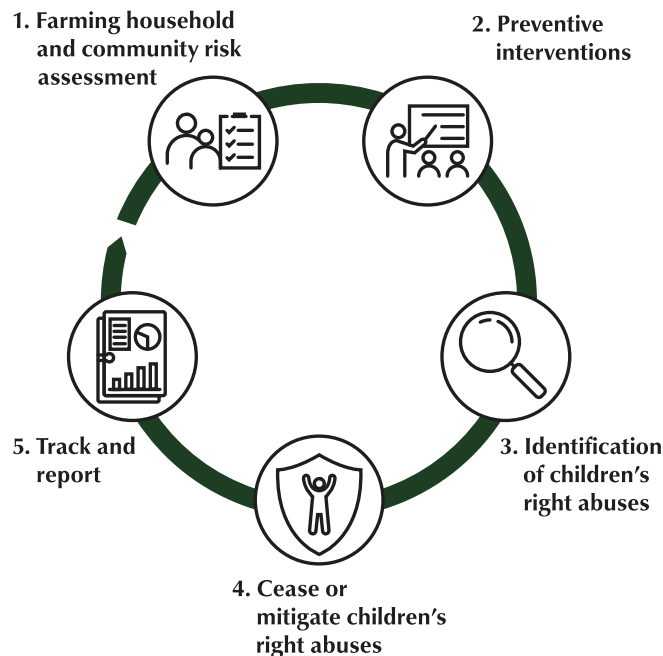 1. Farming household
and community risk
assessment
2. Preventive
interventions
3. Identification
of children's
right abuses
4. Cease or
mitigate children's
right abuses
5. Track and
report